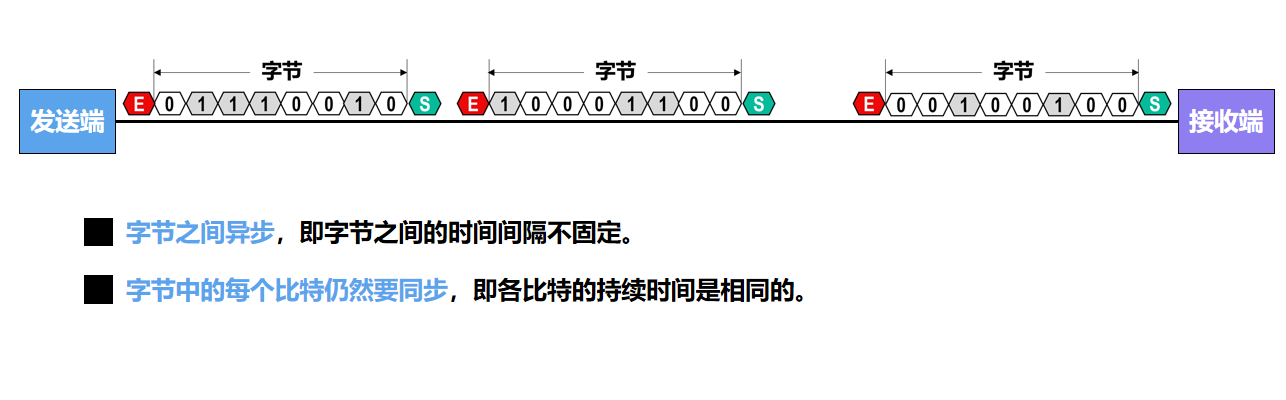 字节 字节 字节
发送端 E 0 1 1 1 0 0 1 0 S E 1 0 0 0 1 1 0 0 S E 0 0 1 0 0 1 0 0 S 接收端
字节之间异步，即字节之间的时间间隔不固定。
字节中的每个比特仍然要同步，即各比特的持续时间是相同的。